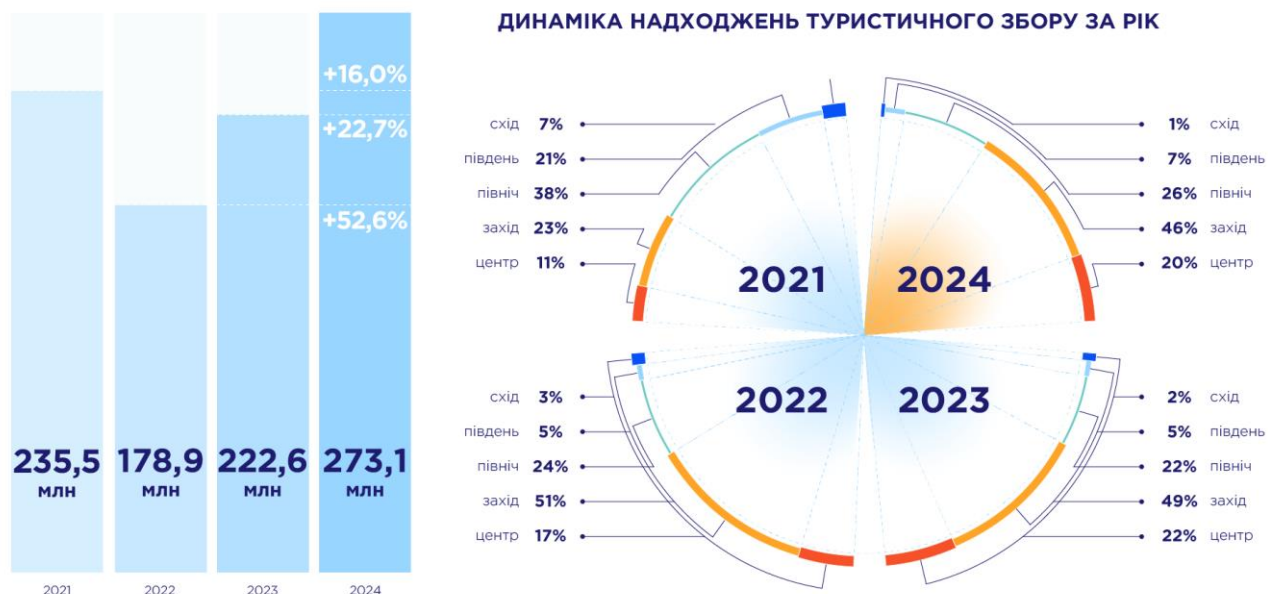 ДИНАМІКА НАДХОДЖЕНЬ ТУРИСТИЧНОГО ЗБОРУ ЗА РІК
+16,0%
+22,7%
+52,6%
235,5
млн
178,9
млн
222,6
млн
273,1
млн
2021
2022
2023
2024
схід 7%
південь 21%
північ 38%
захід 23%
центр 11%
2021
2024
1% схід
7% південь
26% північ
46% захід
20% центр
схід 3%
південь 5%
північ 24%
захід 51%
центр 17%
2022
2023
2% схід
5% південь
22% північ
49% захід
22% центр